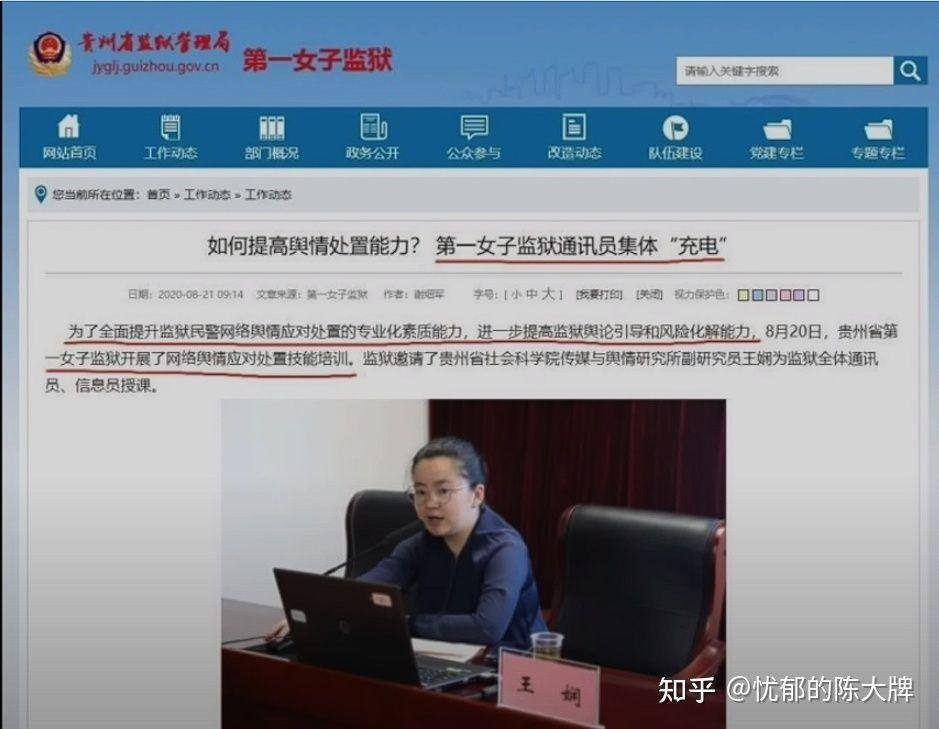 贵州省监狱管理局
jyglj.guizhou.gov.cn
第一女子监狱
请输入关键字搜索
网站首页 工作动态 部门概况 政务公开 公众参与 改造动态 队伍建设 党建专栏 专题专栏
您当前所在位置：首页 » 工作动态 » 工作动态
如何提高舆情处置能力？ 第一女子监狱通讯员集体“充电”
日期：2020-08-21 09:14 文章来源：第一女子监狱 作者：谢烟军 字号：[ 小 中 大 ] [我要打印] [关闭] 视力保护色：
为了全面提升监狱民警网络舆情应对处置的专业化素质能力，进一步提高监狱舆论引导和风险化解能力，8月20日，贵州省第
一女子监狱开展了网络舆情应对处置技能培训。监狱邀请了贵州省社会科学院传媒与舆情研究所副研究员王娴为监狱全体通讯
员、信息员授课。
王 娴
知乎 @忧郁的陈大牌